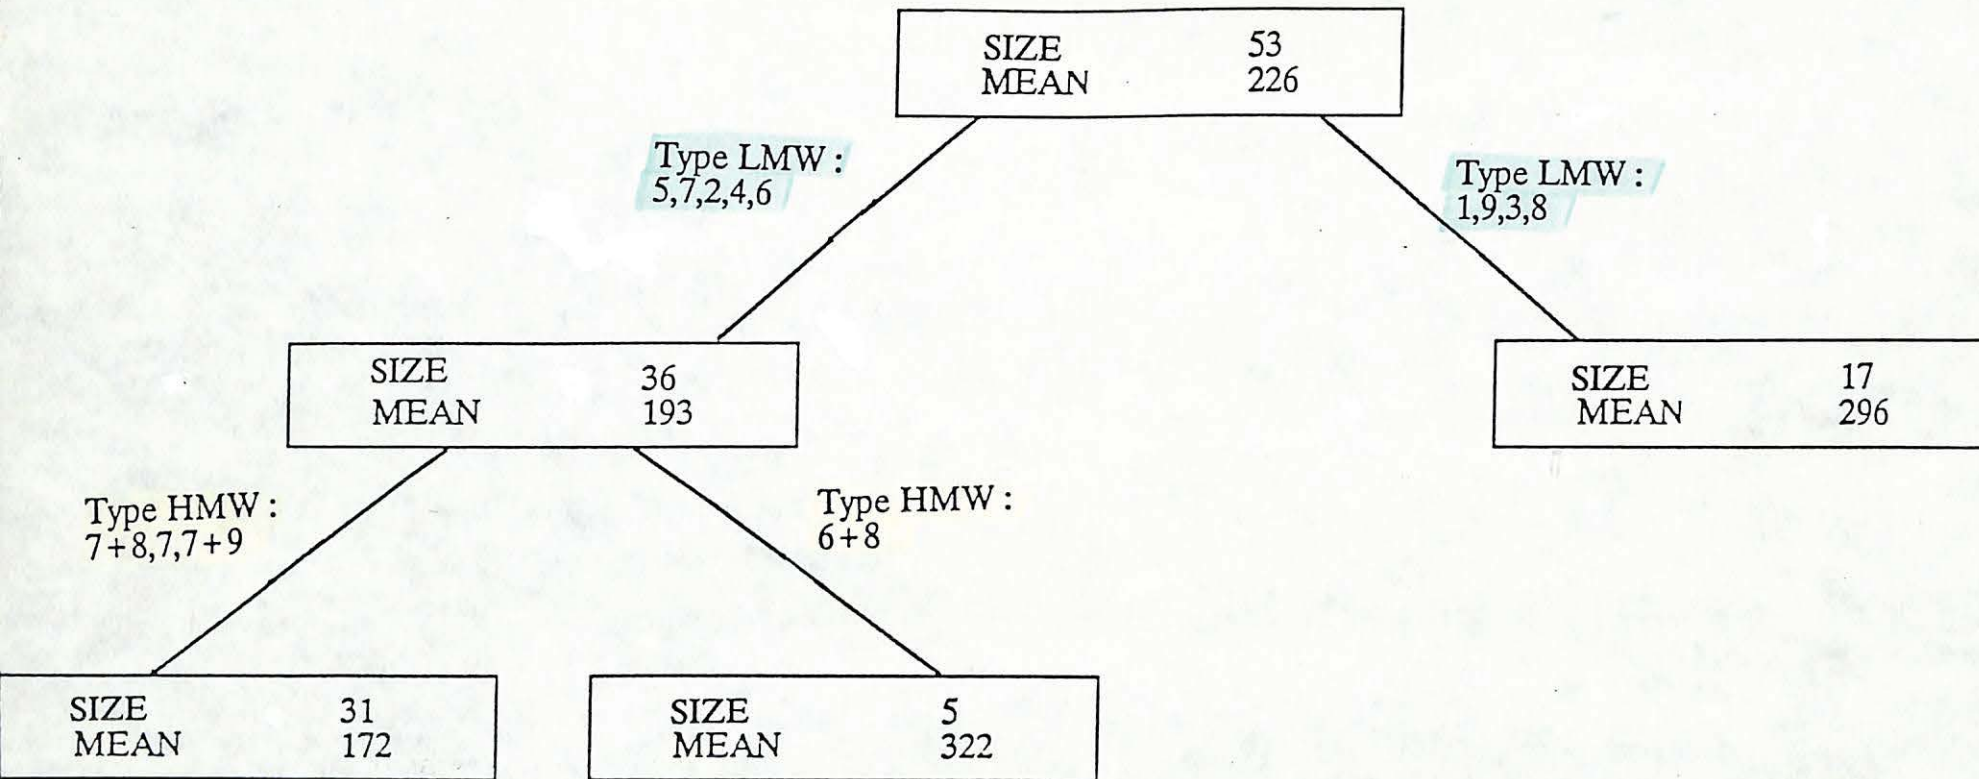 SIZE 53
MEAN 226
Type LMW :
5,7,2,4,6
Type LMW :
1,9,3,8
SIZE 36
MEAN 193
SIZE 17
MEAN 296
Type HMW :
7+8,7,7+9
Type HMW :
6+8
SIZE 31
MEAN 172
SIZE 5
MEAN 322